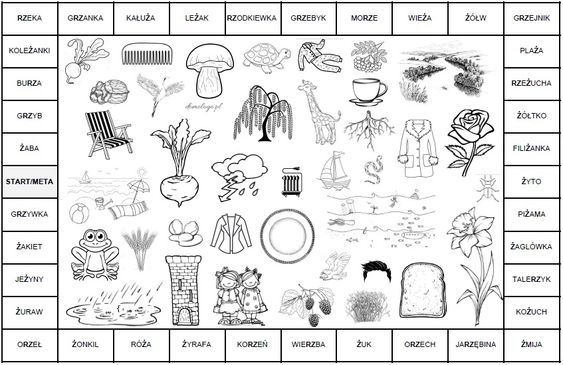 RZEKA GRZANKA KAŁUŻA LEŻAK RZODKIEWKA GRZEBYK MORZE WIEŻA ŻÓŁW GRZEJNIK
KOLEŻANKI PLAŻA
BURZA RZEŻUCHA
GRZYB ŻÓŁTKO
ŻABA FILIŻANKA
START/META ŻYTO
GRZYWKA PIŻAMA
ŻAKIET ŻAGLÓWKA
JEŻYNY TALERZYK
ŻURAW KOŻUCH
ORZEŁ ŻONKIL RÓŻA ŻYRAFA KORZEŃ WIERZBA ŻUK ORZECH JARZĘBINA ŻMIJA